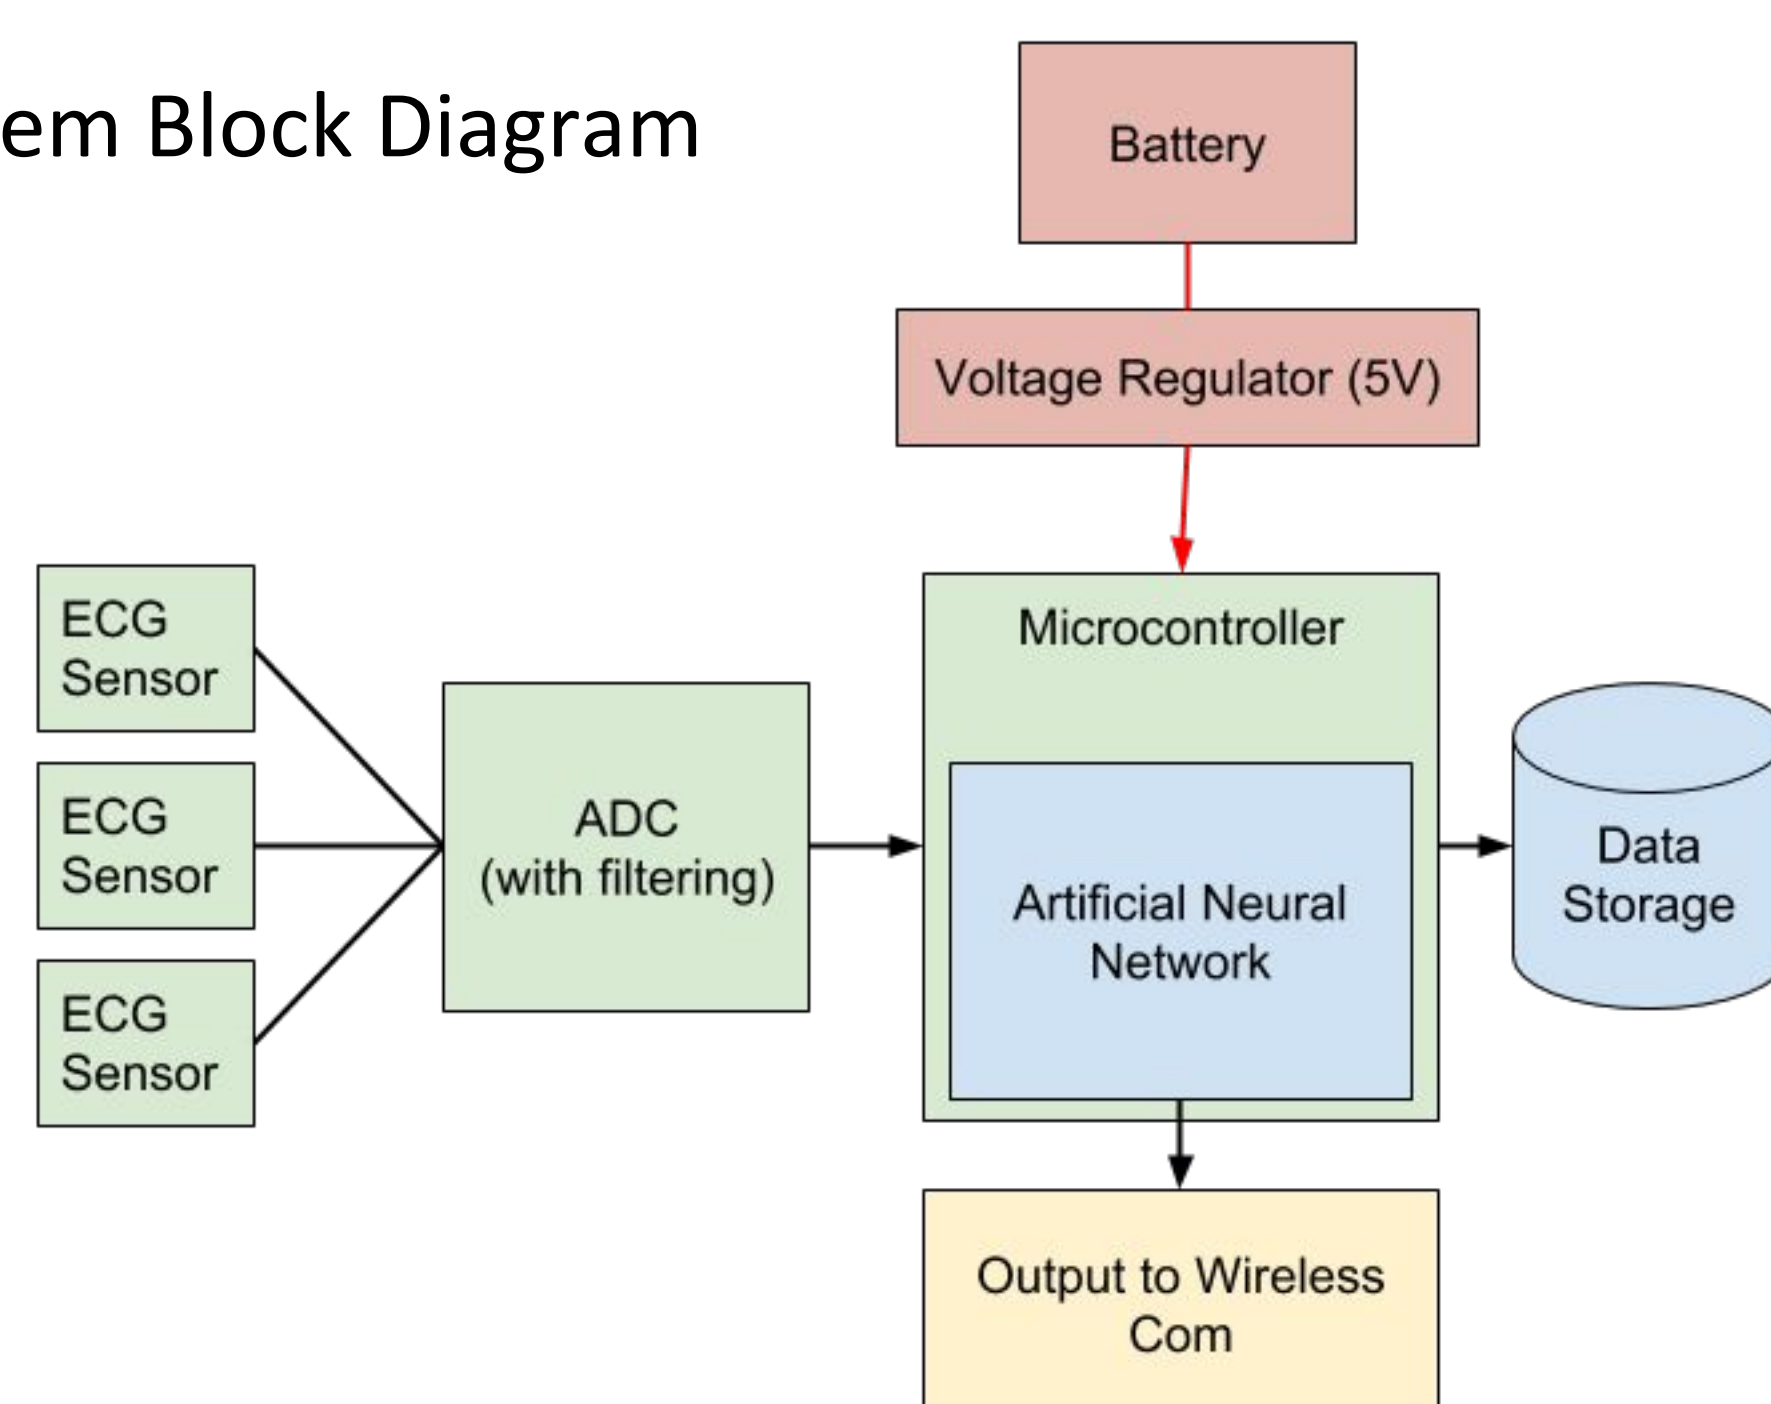 em Block Diagram
Battery
Voltage Regulator (5V)
Microcontroller
ECG
Sensor
ECG
Sensor
ECG
Sensor
ADC
(with filtering)
Artificial Neural
Network
Data
Storage
Output to Wireless
Com